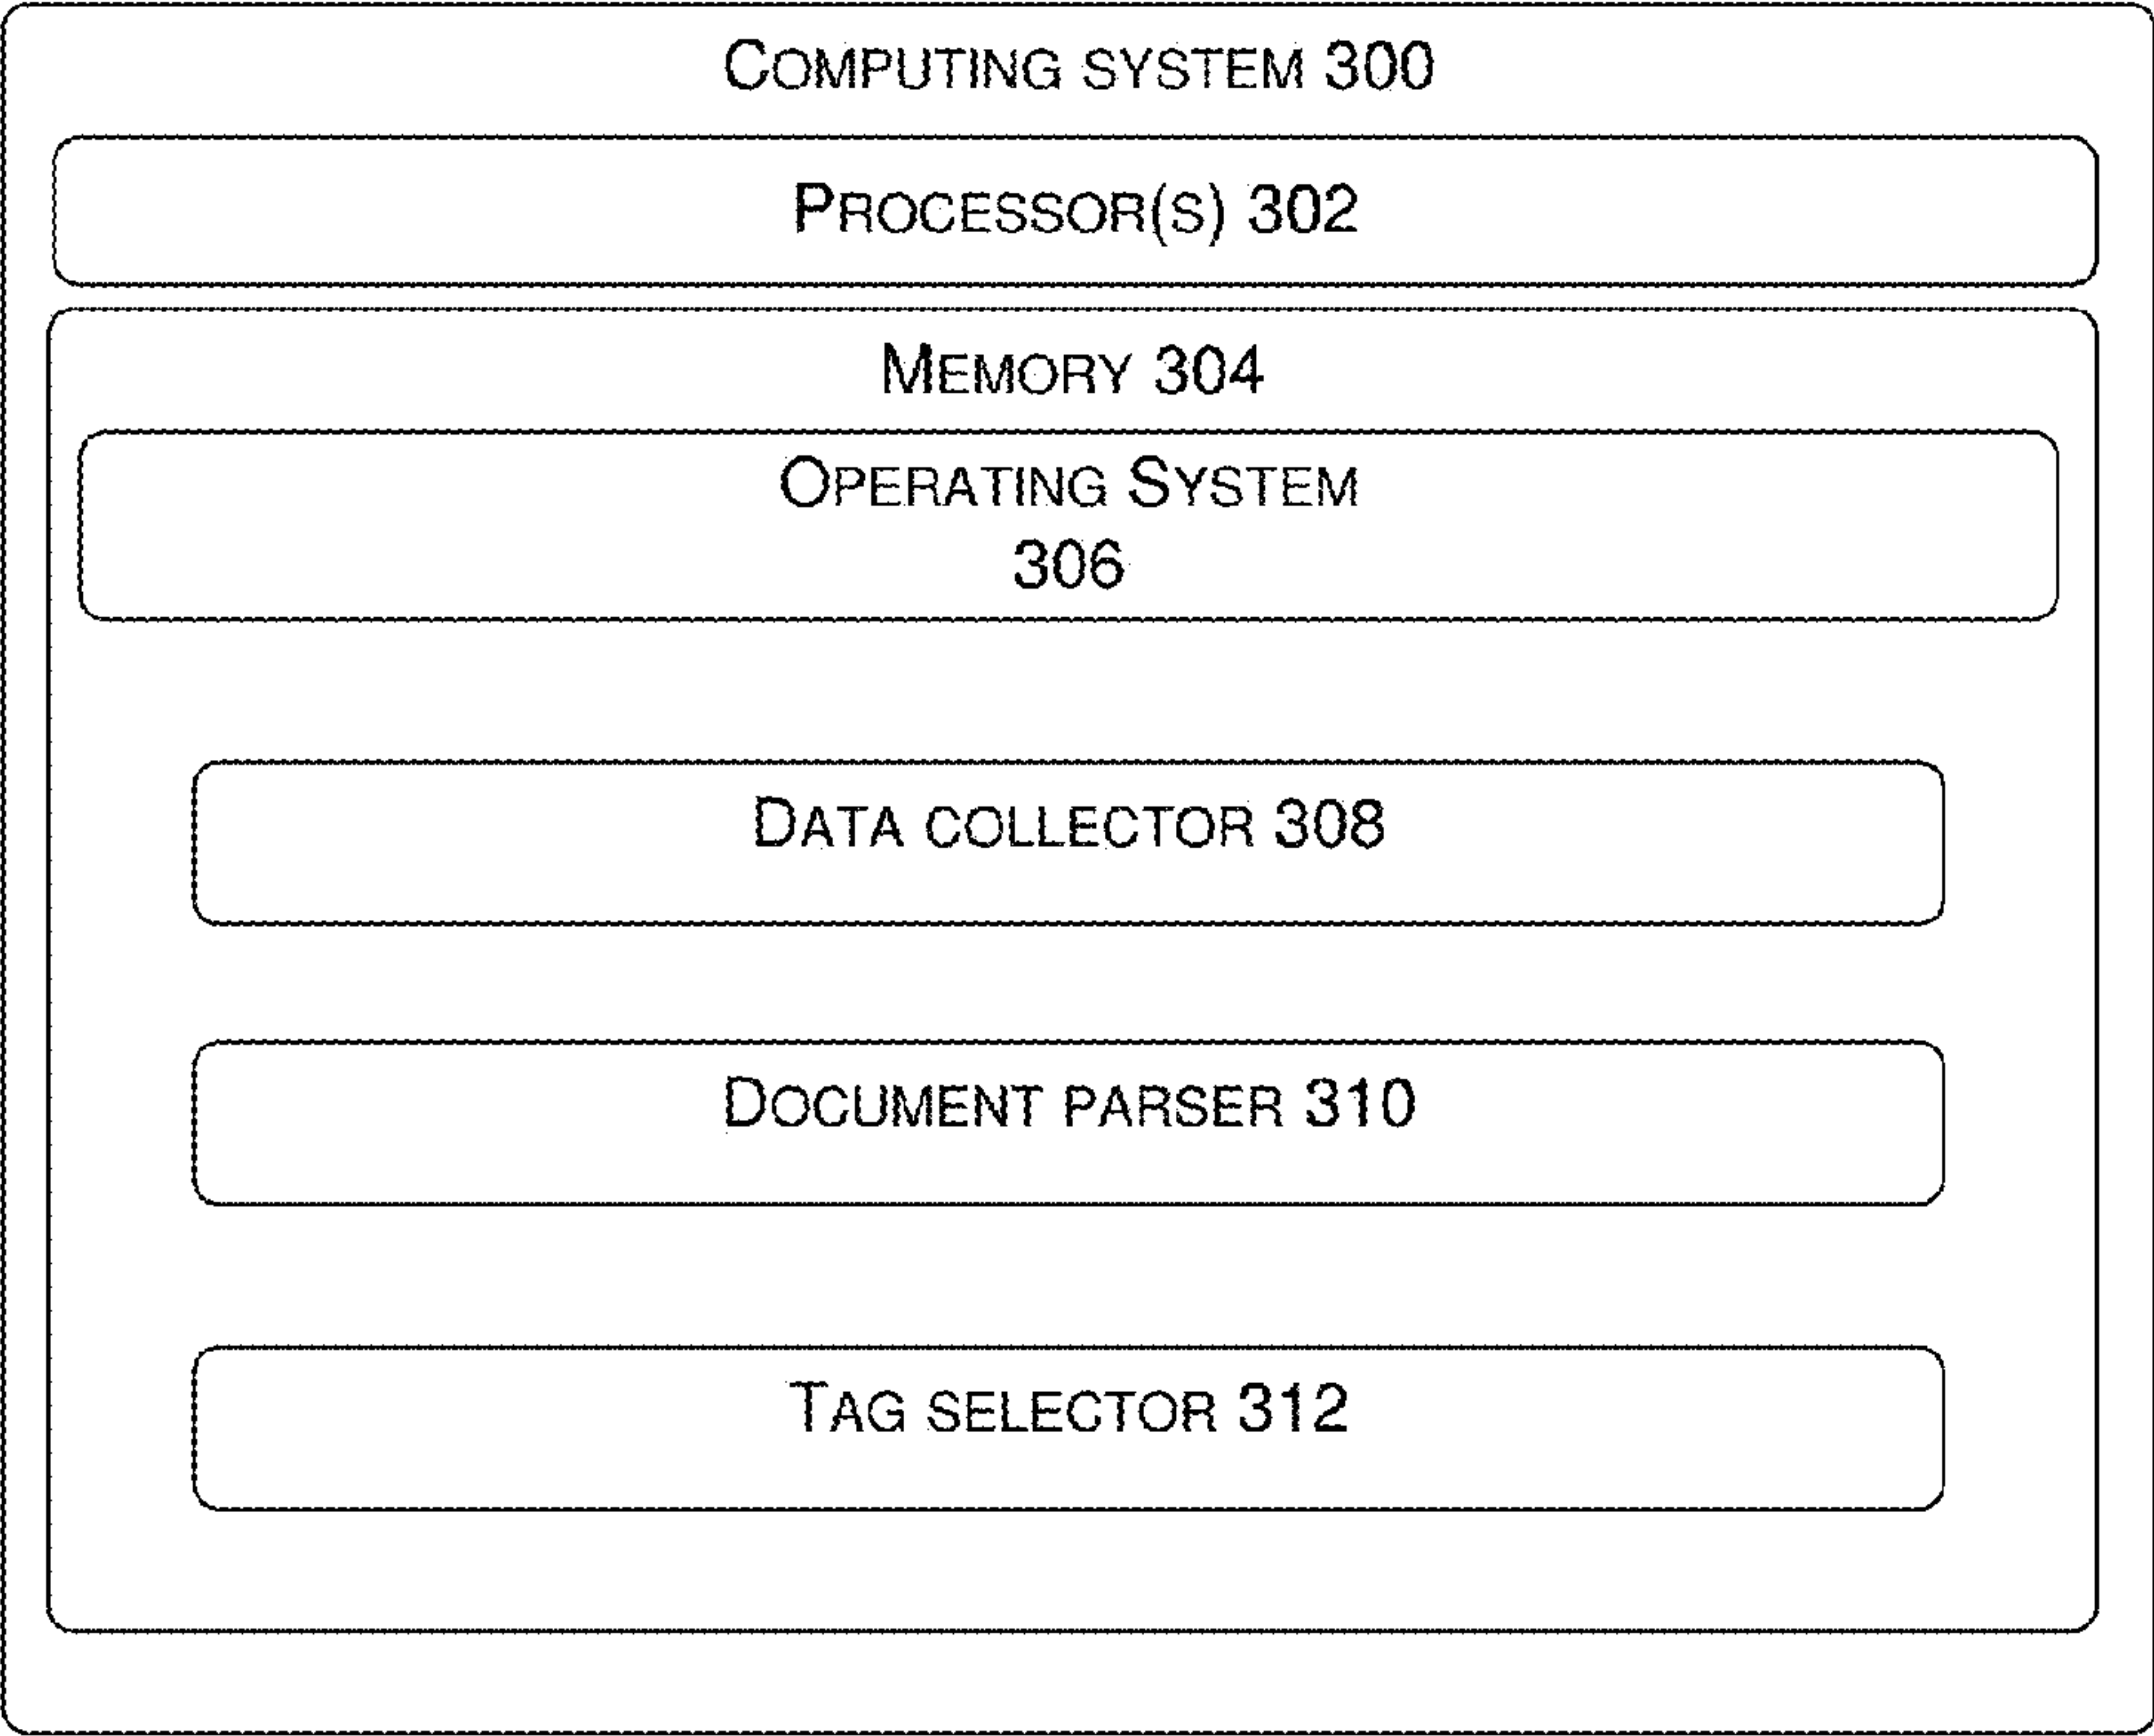 COMPUTING SYSTEM 300
PROCESSOR(S) 302
MEMORY 304
OPERATING SYSTEM
306
DATA COLLECTOR 308
DOCUMENT PARSER 310
TAG SELECTOR 312